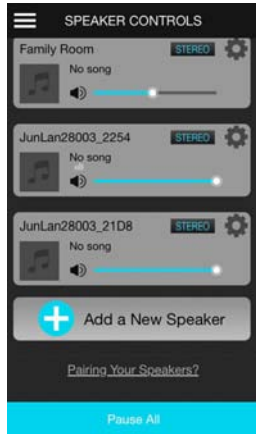 SPEAKER CONTROLS
Family Room STEREO
No song
JunLan28003_2254 STEREO
No song
JunLan28003_21D8 STEREO
No song
Add a New Speaker
Pairing Your Speakers?
Pause All